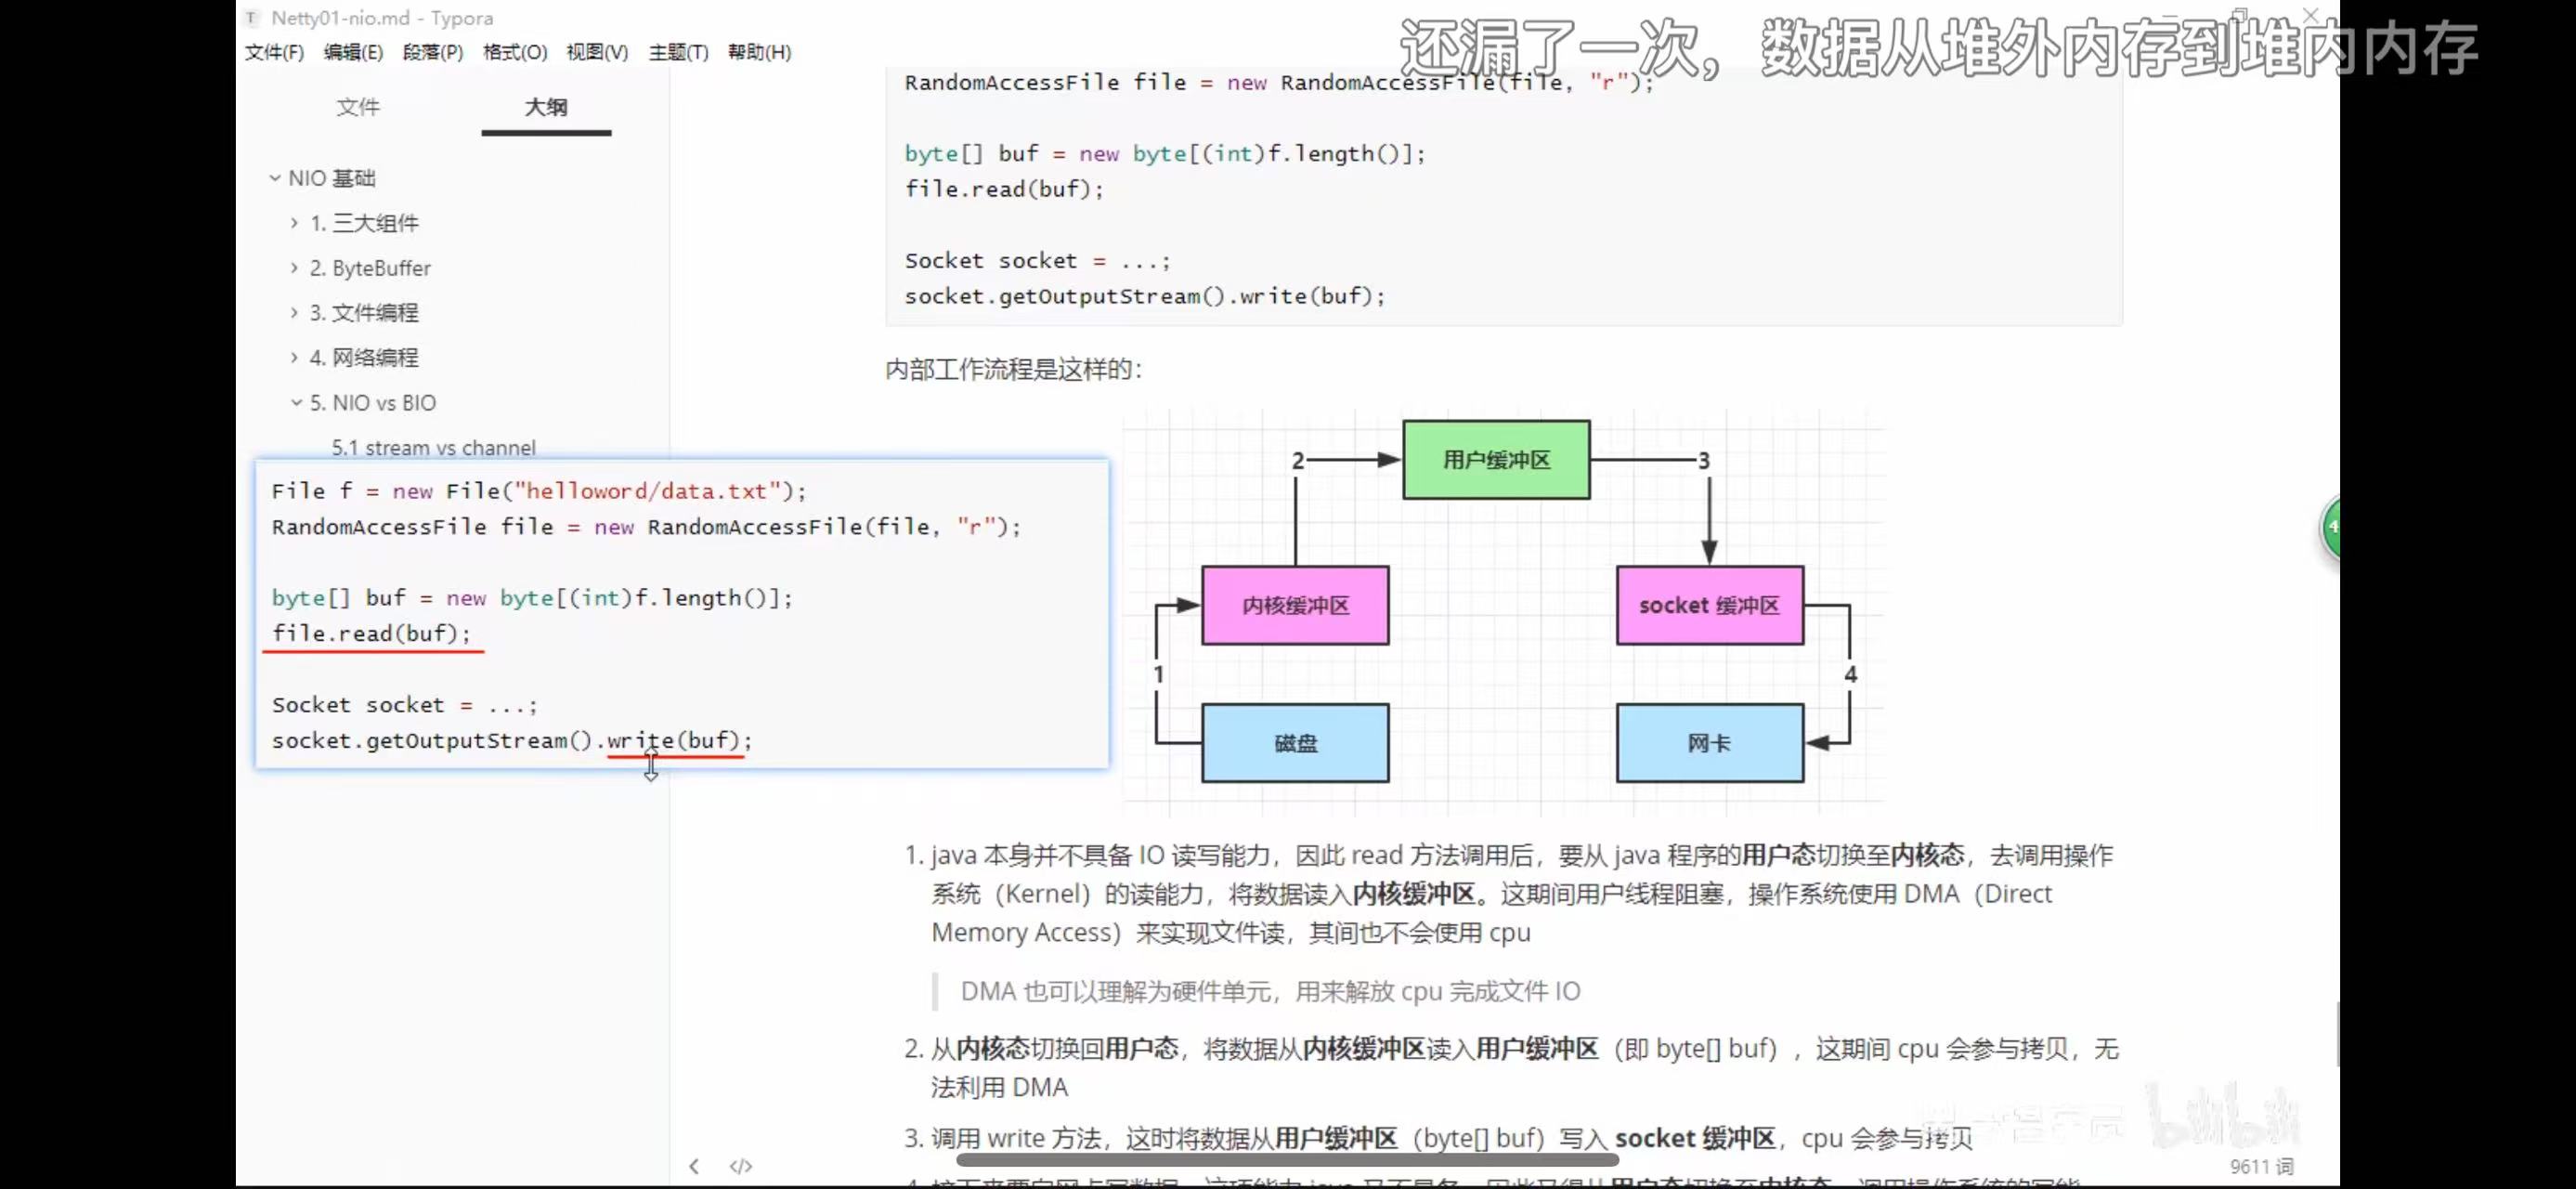 Netty01-nio.md - Typora
还漏了一次，数据从堆外内存到堆内内存
文件(F) 编辑(E) 段落(P) 格式(O) 视图(V) 主题(T) 帮助(H)
文件 大纲
NIO 基础
1. 三大组件
2. ByteBuffer
3. 文件编程
4. 网络编程
5. NIO vs BIO
5.1 stream vs channel
RandomAccessFile file = new RandomAccessFile(file, "r");
byte[] buf = new byte[(int)f.length()];
file.read(buf);
Socket socket = ...;
socket.getOutputStream().write(buf);
内部工作流程是这样的：
File f = new File("helloword/data.txt");
RandomAccessFile file = new RandomAccessFile(file, "r");
byte[] buf = new byte[(int)f.length()];
file.read(buf);
Socket socket = ...;
socket.getOutputStream().write(buf);
2 用户缓冲区 3
内核缓冲区 socket 缓冲区
1 4
磁盘 网卡
4
1. java 本身并不具备 IO 读写能力，因此 read 方法调用后，要从 java 程序的用户态切换至内核态，去调用操作
系统（Kernel）的读能力，将数据读入内核缓冲区。这期间用户线程阻塞，操作系统使用 DMA（Direct
Memory Access）来实现文件读，其间也不会使用 cpu
DMA 也可以理解为硬件单元，用来解放 cpu 完成文件 IO
2. 从内核态切换回用户态，将数据从内核缓冲区读入用户缓冲区（即 byte[] buf），这期间 cpu 会参与拷贝，无
法利用 DMA
3. 调用 write 方法，这时将数据从用户缓冲区（byte[] buf）写入 socket 缓冲区，cpu 会参与拷贝
bilibili
9611 词